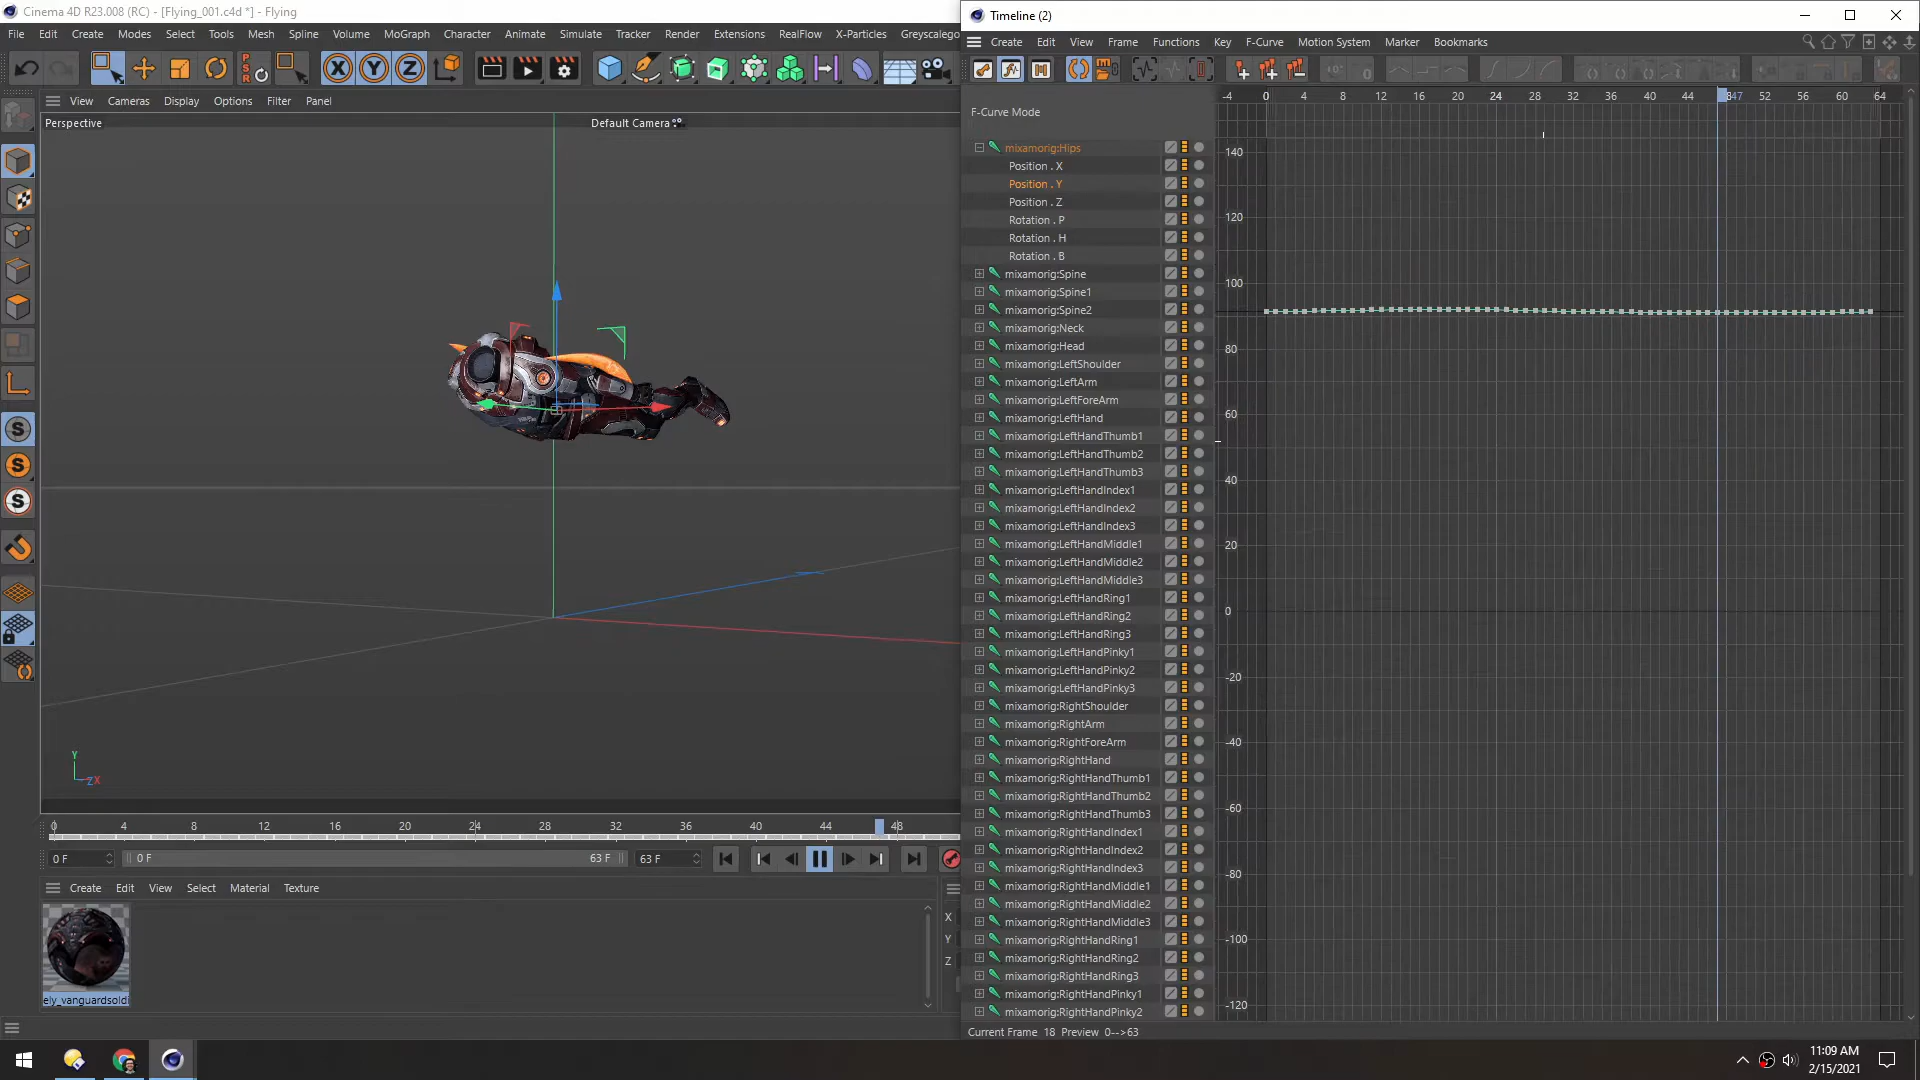 Cinema 4D R23.008 (RC) - [Flying_001.c4d *] - Flying
File Edit Create Modes Select Tools Mesh Spline Volume MoGraph Character Animate Simulate Tracker Render Extensions RealFlow X-Particles Greyscalego
X Y Z
PSR
View Cameras Display Options Filter Panel
Perspective
Default Camera
S
S
S
Y
ZX
0 4 8 12 16 20 24 28 32 36 40 44 48
0 F 0 F 63 F 63 F
Create Edit View Select Material Texture
X
Y
Z
ely_vanguardsoldi
Timeline (2)
Create Edit View Frame Functions Key F-Curve Motion System Marker Bookmarks
F-Curve Mode
-4 0 4 8 12 16 20 24 28 32 36 40 44 47 52 56 60 64
mixamorig:Hips
Position . X
Position . Y
Position . Z
Rotation . P
Rotation . H
Rotation . B
mixamorig:Spine
mixamorig:Spine1
mixamorig:Spine2
mixamorig:Neck
mixamorig:Head
mixamorig:LeftShoulder
mixamorig:LeftArm
mixamorig:LeftForeArm
mixamorig:LeftHand
mixamorig:LeftHandThumb1
mixamorig:LeftHandThumb2
mixamorig:LeftHandThumb3
mixamorig:LeftHandIndex1
mixamorig:LeftHandIndex2
mixamorig:LeftHandIndex3
mixamorig:LeftHandMiddle1
mixamorig:LeftHandMiddle2
mixamorig:LeftHandMiddle3
mixamorig:LeftHandRing1
mixamorig:LeftHandRing2
mixamorig:LeftHandRing3
mixamorig:LeftHandPinky1
mixamorig:LeftHandPinky2
mixamorig:LeftHandPinky3
mixamorig:RightShoulder
mixamorig:RightArm
mixamorig:RightForeArm
mixamorig:RightHand
mixamorig:RightHandThumb1
mixamorig:RightHandThumb2
mixamorig:RightHandThumb3
mixamorig:RightHandIndex1
mixamorig:RightHandIndex2
mixamorig:RightHandIndex3
mixamorig:RightHandMiddle1
mixamorig:RightHandMiddle2
mixamorig:RightHandMiddle3
mixamorig:RightHandRing1
mixamorig:RightHandRing2
mixamorig:RightHandRing3
mixamorig:RightHandPinky1
mixamorig:RightHandPinky2
140
120
100
80
60
40
20
0
-20
-40
-60
-80
-100
-120
Current Frame 18 Preview 0-->63
11:09 AM
2/15/2021